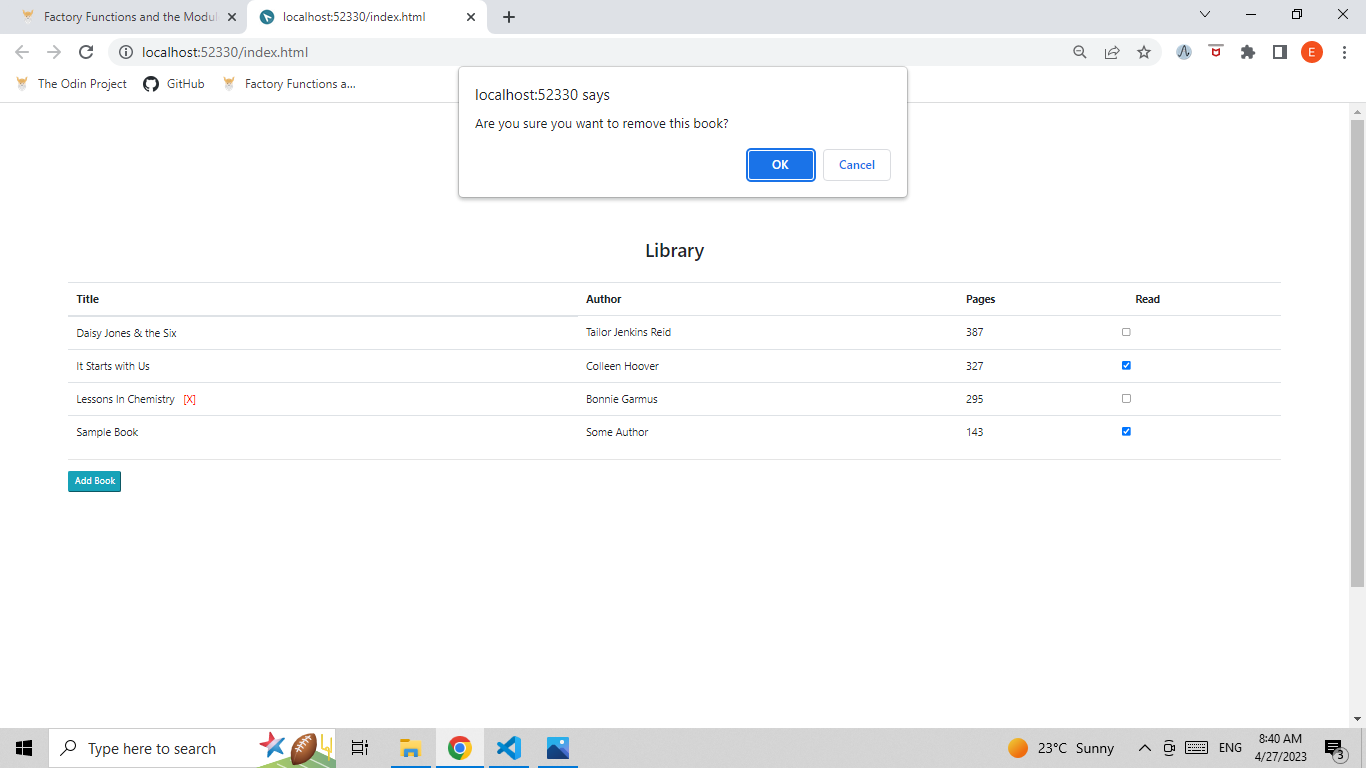 Factory Functions and the Modul
localhost:52330/index.html
localhost:52330/index.html
E
The Odin Project
GitHub
Factory Functions a...
localhost:52330 says
Are you sure you want to remove this book?
OK Cancel
Library
Title Author Pages Read
Daisy Jones & the Six Tailor Jenkins Reid 387
It Starts with Us Colleen Hoover 327
Lessons In Chemistry [X] Bonnie Garmus 295
Sample Book Some Author 143
Add Book
Type here to search
23°C Sunny
ENG
8:40 AM
4/27/2023
3